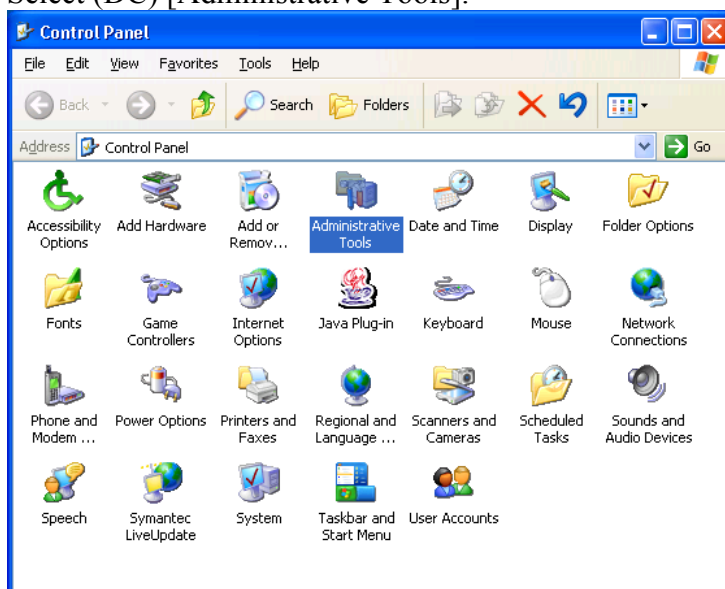 Select (DC) [Administrative Tools].
Control Panel
File Edit View Favorites Tools Help
Back Search Folders
Address Control Panel Go
Accessibility Options
Add Hardware
Add or Remov...
Administrative Tools
Date and Time
Display
Folder Options
Fonts
Game Controllers
Internet Options
Java Plug-in
Keyboard
Mouse
Network Connections
Phone and Modem ...
Power Options
Printers and Faxes
Regional and Language ...
Scanners and Cameras
Scheduled Tasks
Sounds and Audio Devices
Speech
Symantec LiveUpdate
System
Taskbar and Start Menu
User Accounts